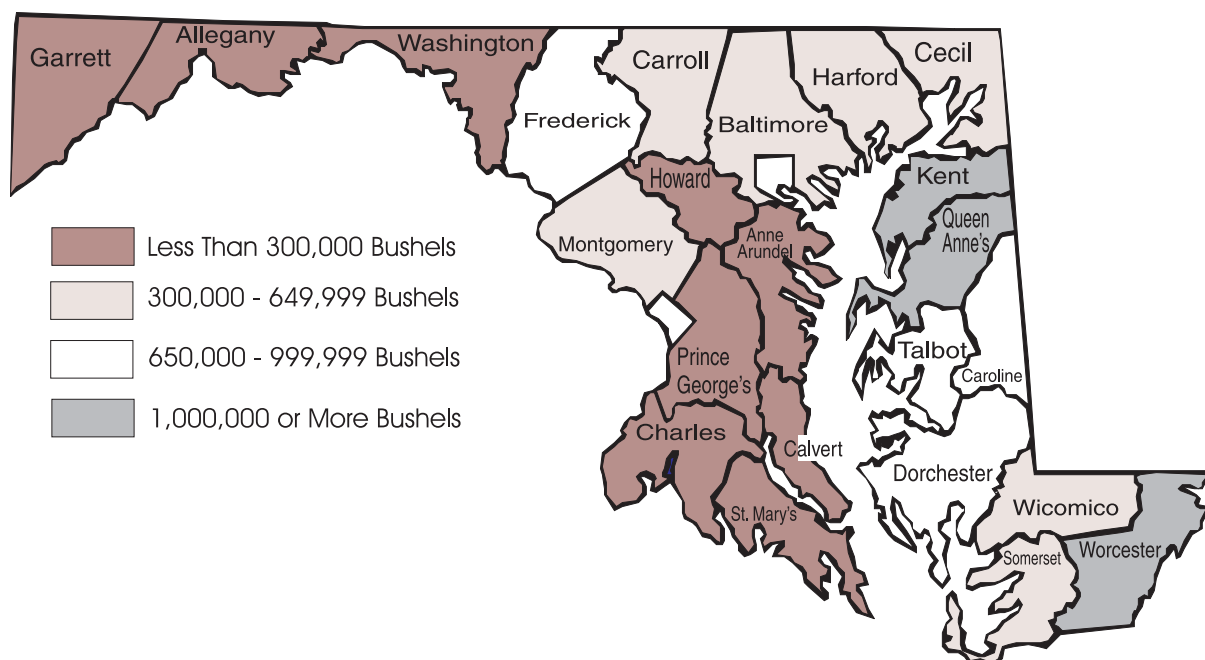 Garrett
Allegany
Washington
Frederick
Carroll
Baltimore
Harford
Cecil
Howard
Montgomery
Kent
Queen
Anne's
Anne
Arundel
Less Than 300,000 Bushels
300,000 - 649,999 Bushels
650,000 - 999,999 Bushels
1,000,000 or More Bushels
Prince
George's
Talbot
Caroline
Charles
Calvert
Dorchester
St. Mary's
Wicomico
Somerset
Worcester